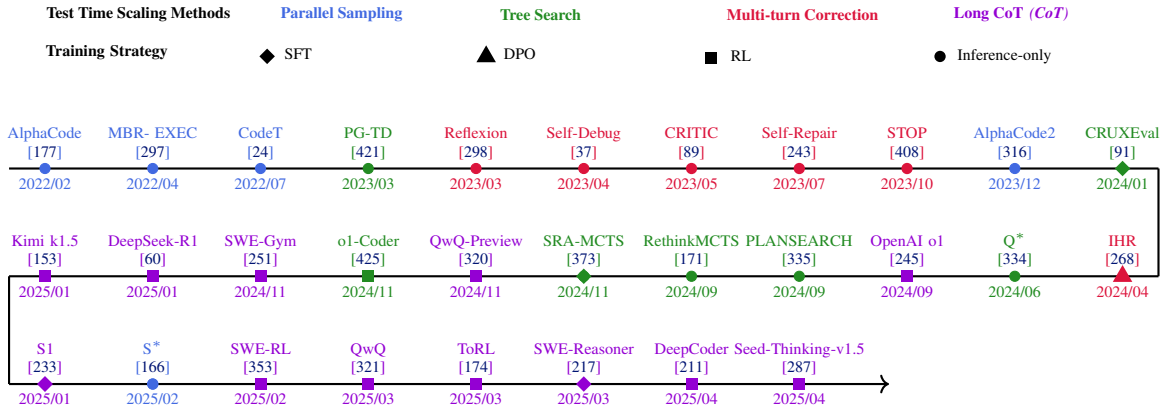 Test Time Scaling Methods Parallel Sampling Tree Search Multi-turn Correction Long CoT (CoT)
Training Strategy SFT DPO RL Inference-only
AlphaCode MBR- EXEC CodeT PG-TD Reflexion Self-Debug CRITIC Self-Repair STOP AlphaCode2 CRUXEval
[177] [297] [24] [421] [298] [37] [89] [243] [408] [316] [91]
2022/02 2022/04 2022/07 2023/03 2023/03 2023/04 2023/05 2023/07 2023/10 2023/12 2024/01
Kimi k1.5 DeepSeek-R1 SWE-Gym o1-Coder QwQ-Preview SRA-MCTS RethinkMCTS PLANSEARCH OpenAI o1 Q* IHR
[153] [60] [251] [425] [320] [373] [171] [335] [245] [334] [268]
2025/01 2025/01 2024/11 2024/11 2024/11 2024/11 2024/09 2024/09 2024/09 2024/06 2024/04
S1 S* SWE-RL QwQ ToRL SWE-Reasoner DeepCoder Seed-Thinking-v1.5
[233] [166] [353] [321] [174] [217] [211] [287]
2025/01 2025/02 2025/02 2025/03 2025/03 2025/03 2025/04 2025/04